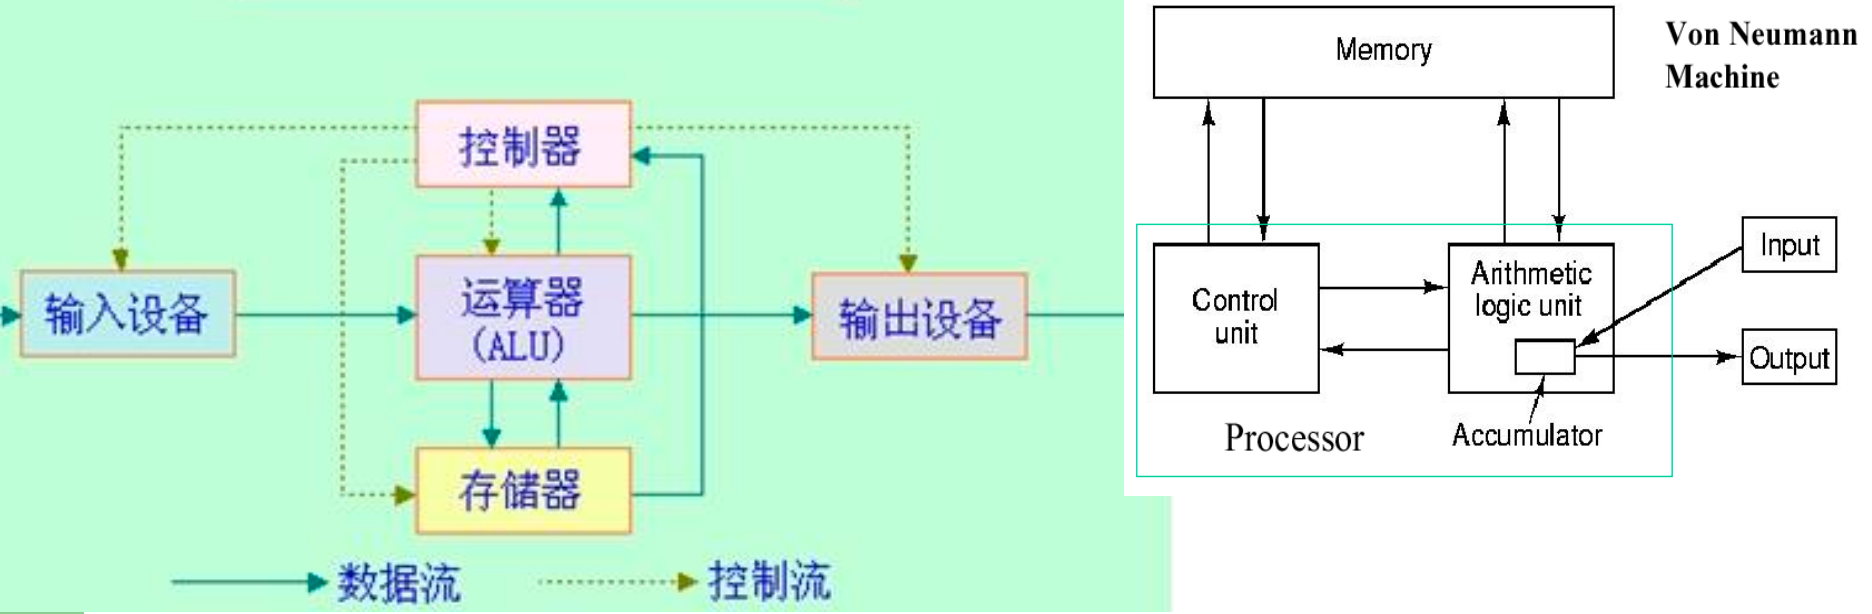 控制器
输入设备
运算器
(ALU)
输出设备
存储器
数据流
控制流
Memory
Von Neumann
Machine
Control
unit
Arithmetic
logic unit
Input
Output
Processor
Accumulator